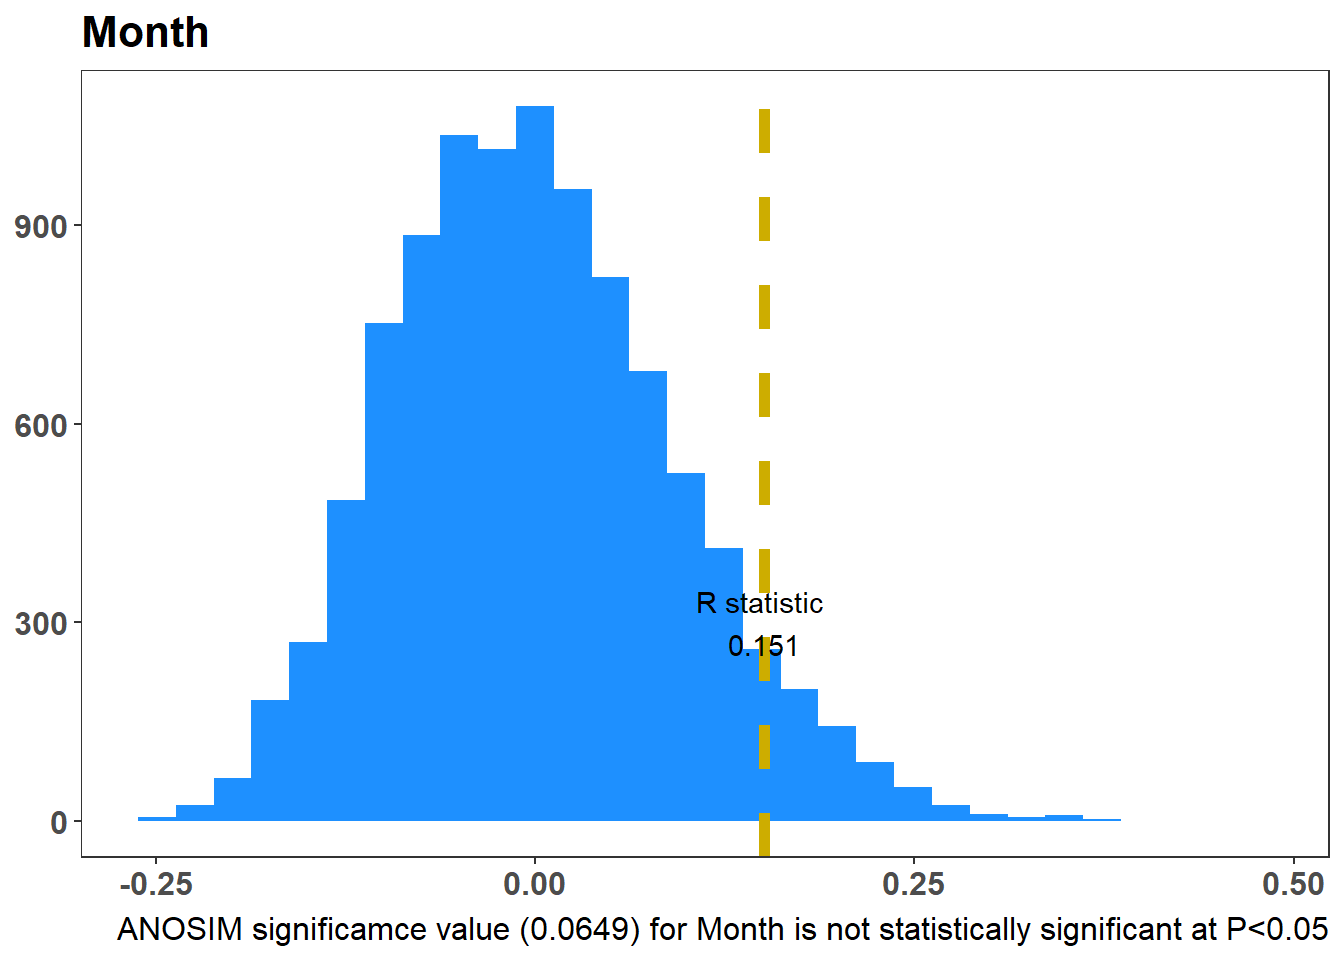 Month
900
600
300
0
R statistic
0.151
-0.25 0.00 0.25 0.50
ANOSIM significamce value (0.0649) for Month is not statistically significant at P<0.05